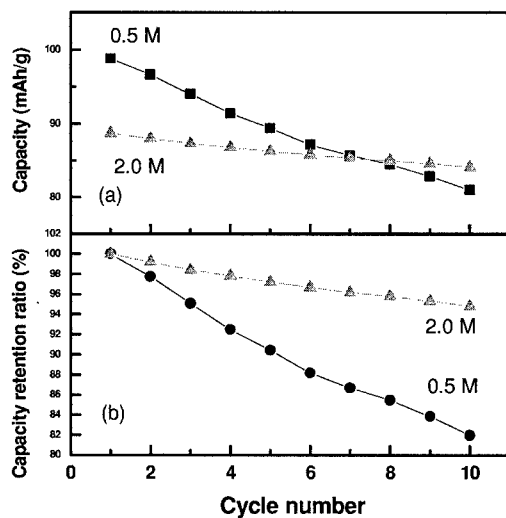 Capacity (mAh/g)
100
90
80
0.5 M
2.0 M
(a)
Capacity retention ratio (%)
102
100
98
96
94
92
90
88
86
84
82
80
2.0 M
0.5 M
(b)
0 2 4 6 8 10
Cycle number